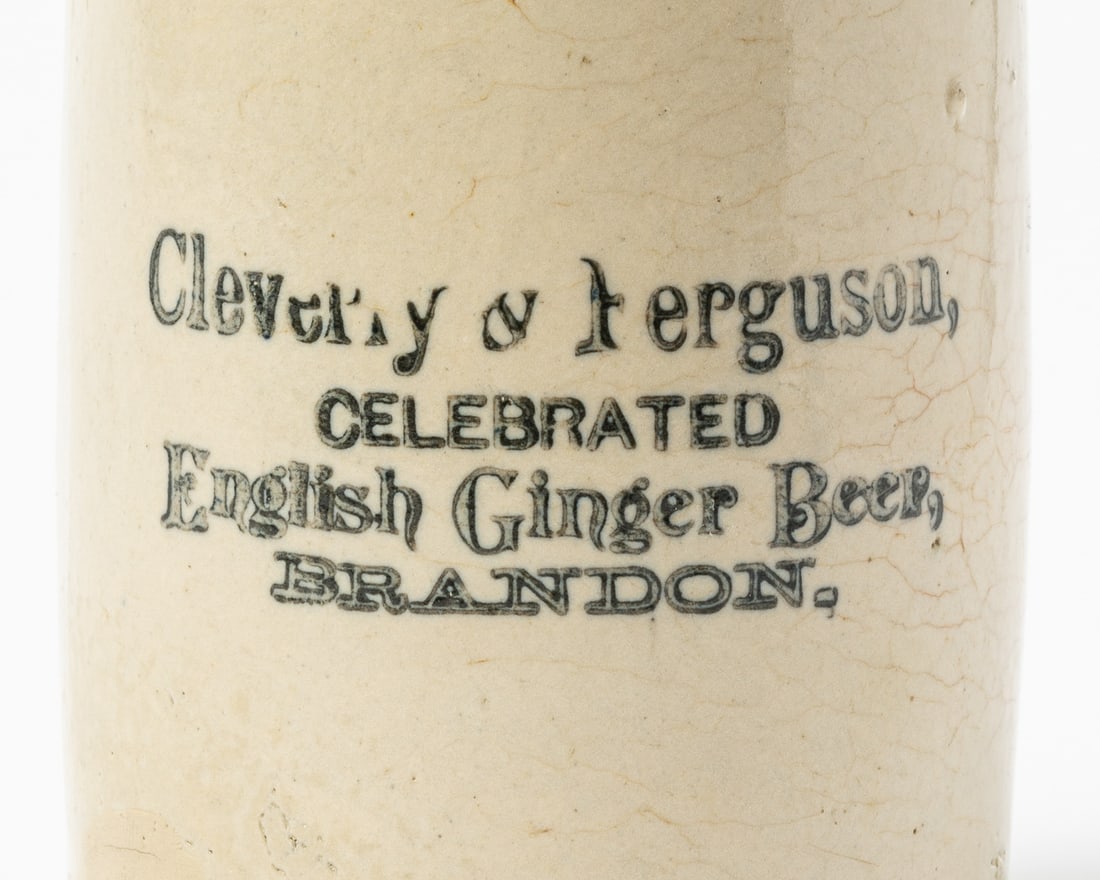 Cleverly & Ferguson,
CELEBRATED
English Ginger Beer,
BRANDON.